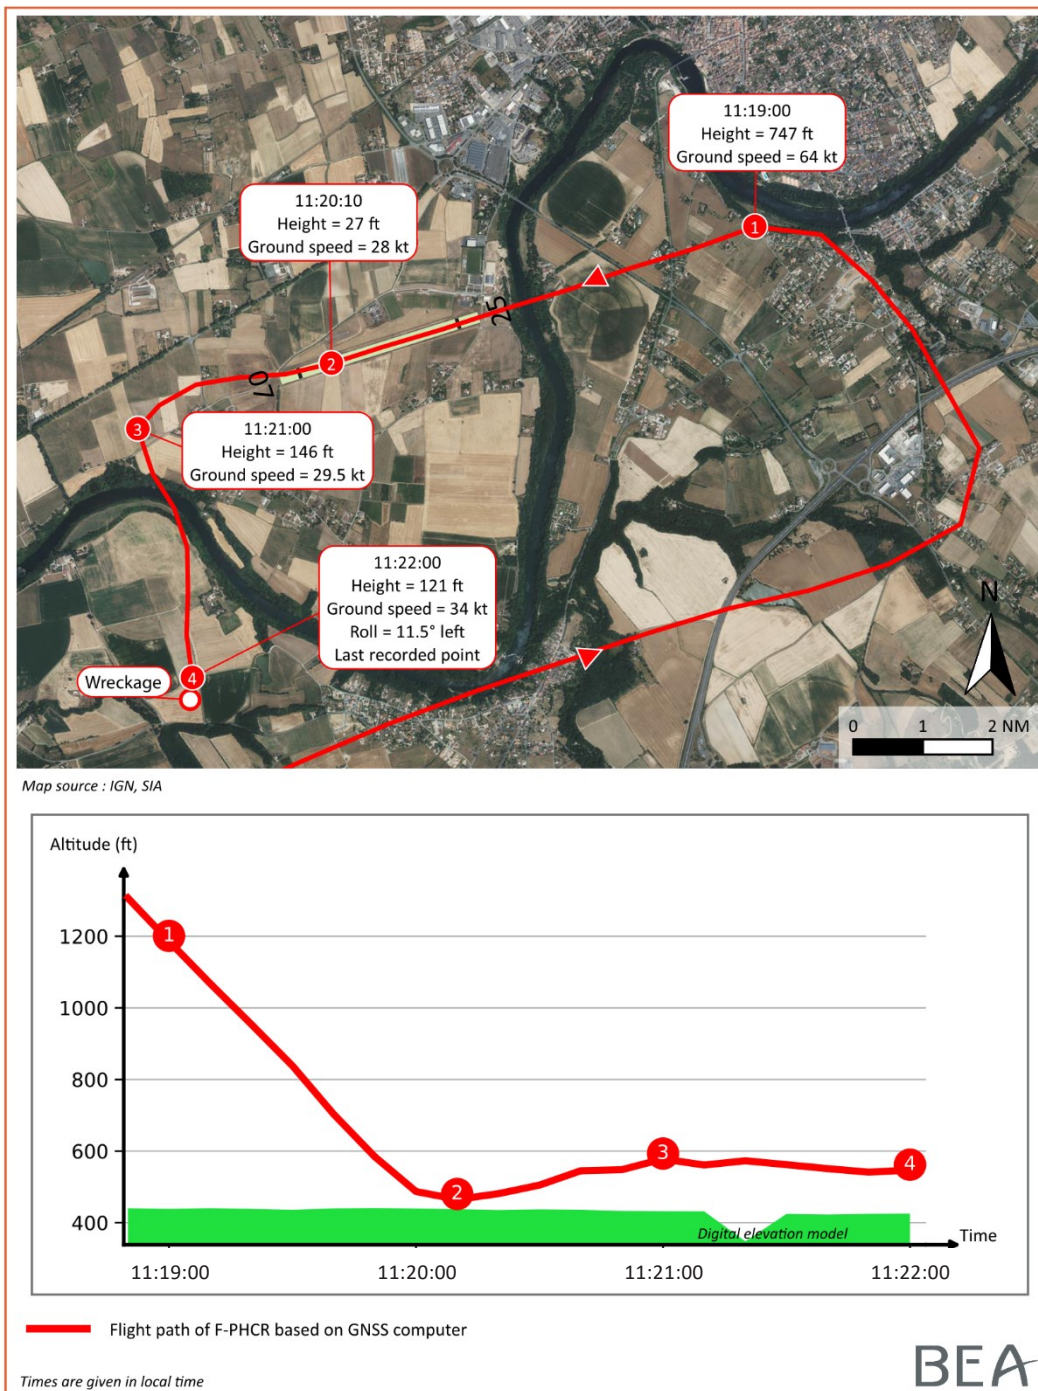 11:19:00
Height = 747 ft
Ground speed = 64 kt
1
11:20:10
Height = 27 ft
Ground speed = 28 kt
25
2
07
3
11:21:00
Height = 146 ft
Ground speed = 29.5 kt
11:22:00
Height = 121 ft
Ground speed = 34 kt
Roll = 11.5° left
Last recorded point
N
4
Wreckage
0 1 2 NM
Map source : IGN, SIA
Altitude (ft)
1200
1000
800
600
400
1
2
3
4
Digital elevation model
Time
11:19:00 11:20:00 11:21:00 11:22:00
Flight path of F-PHCR based on GNSS computer
Times are given in local time
BEA